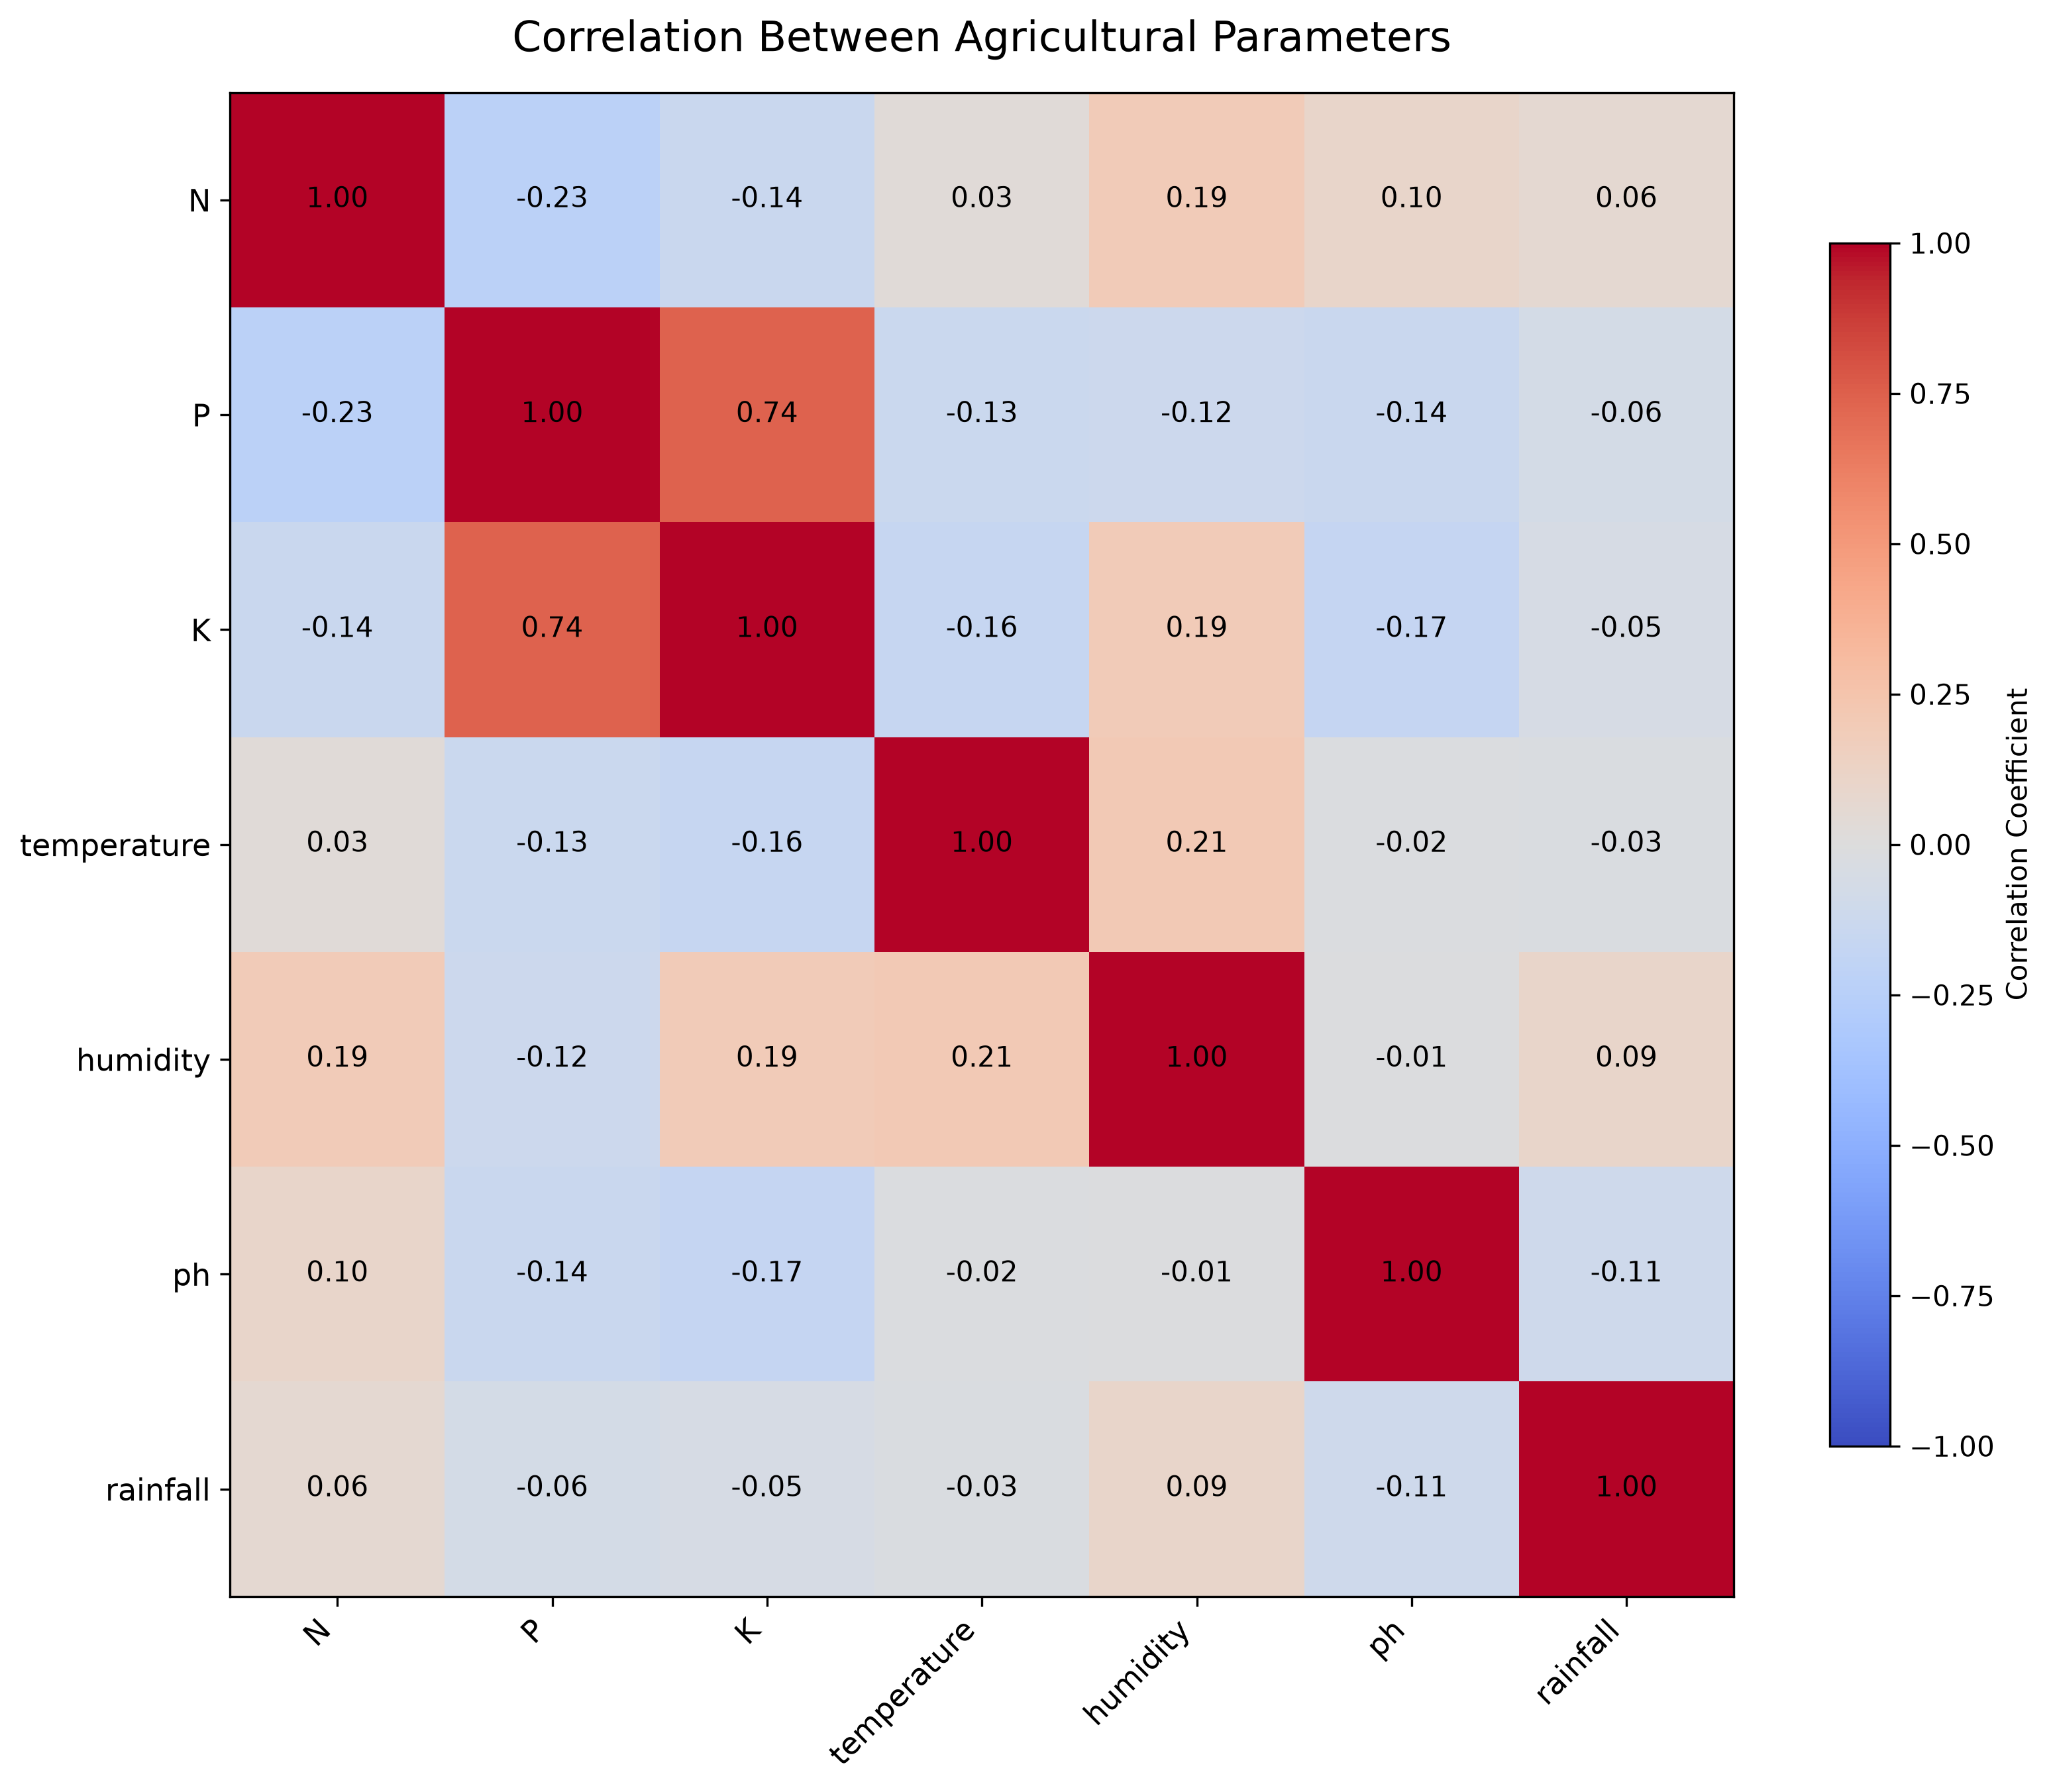 Correlation Between Agricultural Parameters
N 1.00 -0.23 -0.14 0.03 0.19 0.10 0.06
P -0.23 1.00 0.74 -0.13 -0.12 -0.14 -0.06
K -0.14 0.74 1.00 -0.16 0.19 -0.17 -0.05
temperature 0.03 -0.13 -0.16 1.00 0.21 -0.02 -0.03
humidity 0.19 -0.12 0.19 0.21 1.00 -0.01 0.09
ph 0.10 -0.14 -0.17 -0.02 -0.01 1.00 -0.11
rainfall 0.06 -0.06 -0.05 -0.03 0.09 -0.11 1.00
N P K temperature humidity ph rainfall
1.00
0.75
0.50
0.25
0.00
−0.25
−0.50
−0.75
−1.00
Correlation Coefficient